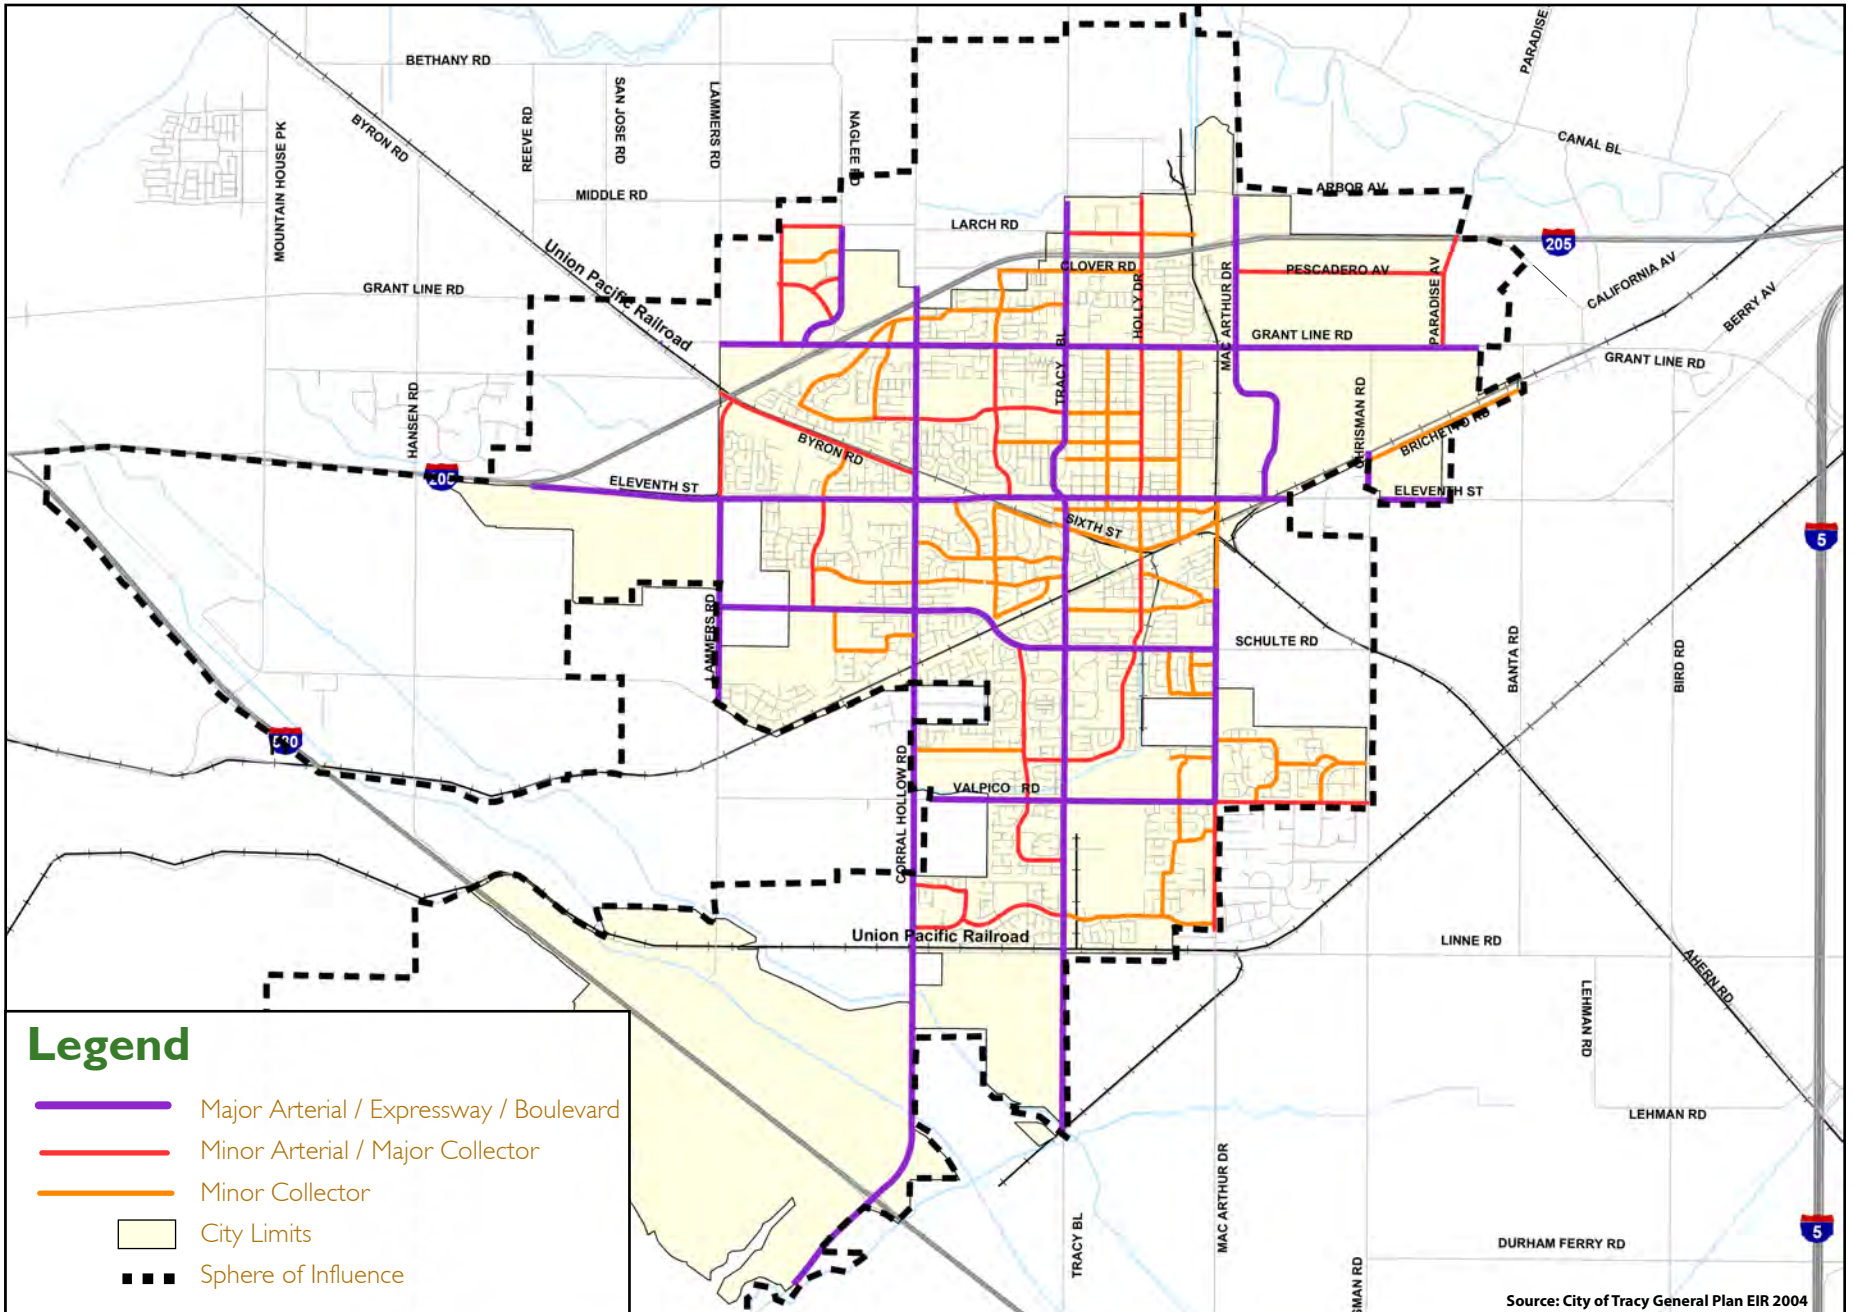 BETHANY RD
PARADISE
BYRON RD
MOUNTAIN HOUSE PK
REEVE RD
SAN JOSE RD
LAMMERS RD
NAGLEE RD
CANAL BL
MIDDLE RD
ARBOR AV
LARCH RD
205
Union Pacific Railroad
GRANT LINE RD
CLOVER RD
HOLLY DR
MAC ARTHUR DR
PESCADERO AV
PARADISE AV
CALIFORNIA AV
BERRY AV
GRANT LINE RD
GRANT LINE RD
TRACY BL
HANSEN RD
CHRISMAN RD
BRICHETTO RD
BYRON RD
205
ELEVENTH ST
ELEVENTH ST
SIXTH ST
5
LAMMERS RD
SCHULTE RD
BANTA RD
BIRD RD
580
CORRAL HOLLOW RD
VALPICO RD
Union Pacific Railroad
LINNE RD
AHERN RD
LEHMAN RD
LEHMAN RD
MAC ARTHUR DR
TRACY BL
DURHAM FERRY RD
5
SMAN RD
Legend
Major Arterial / Expressway / Boulevard
Minor Arterial / Major Collector
Minor Collector
City Limits
Sphere of Influence
Source: City of Tracy General Plan EIR 2004